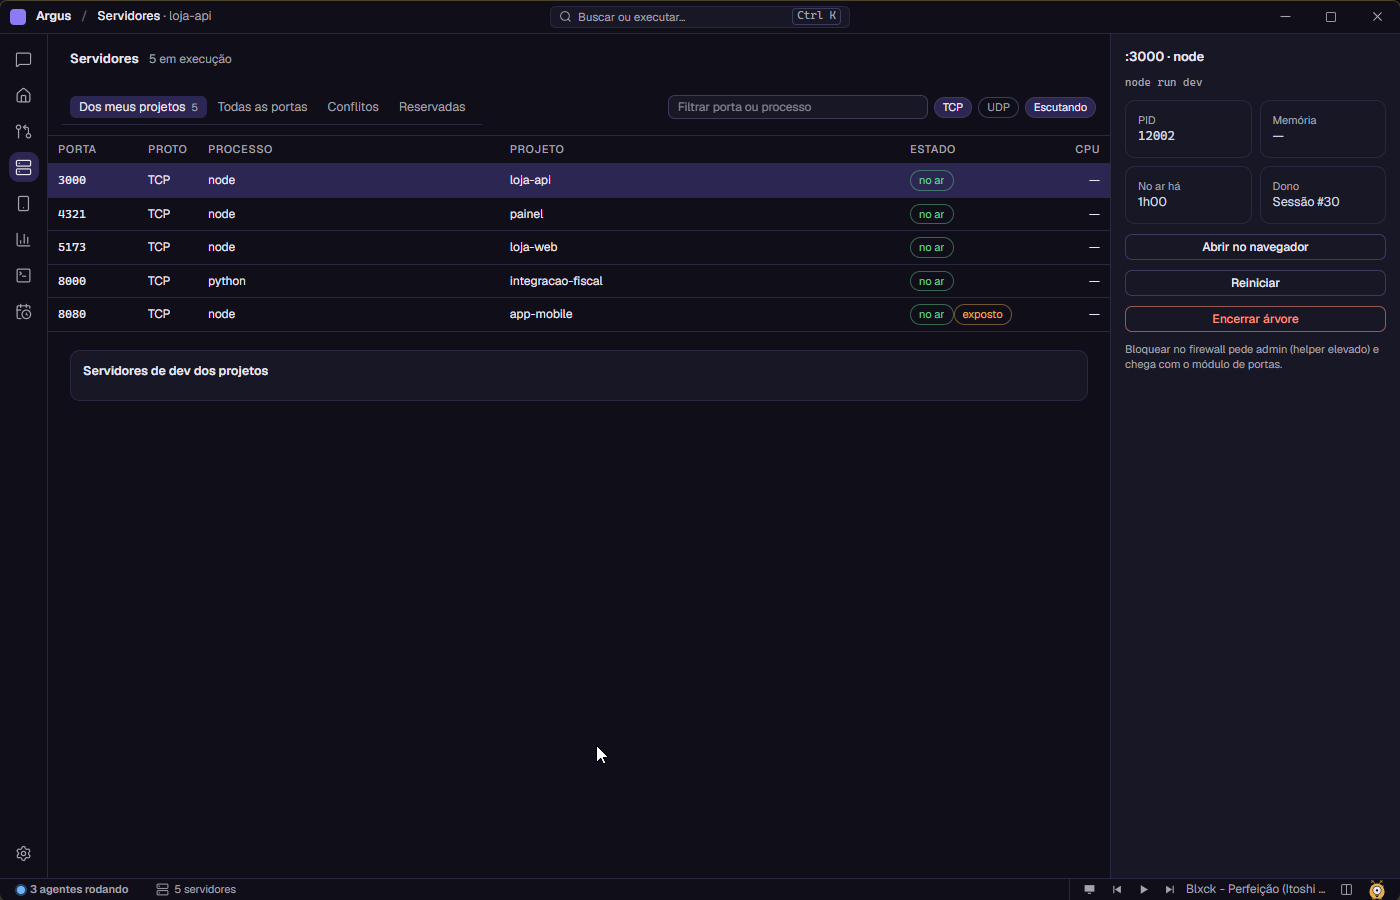 Argus / Servidores · loja-api
Buscar ou executar... Ctrl K
Servidores 5 em execução
Dos meus projetos 5 Todas as portas Conflitos Reservadas
Filtrar porta ou processo TCP UDP Escutando
PORTA PROTO PROCESSO PROJETO ESTADO CPU
3000 TCP node loja-api no ar —
4321 TCP node painel no ar —
5173 TCP node loja-web no ar —
8000 TCP python integracao-fiscal no ar —
8080 TCP node app-mobile no ar exposto —
Servidores de dev dos projetos
:3000 · node
node run dev
PID
12002
Memória
—
No ar há
1h00
Dono
Sessão #30
Abrir no navegador
Reiniciar
Encerrar árvore
Bloquear no firewall pede admin (helper elevado) e
chega com o módulo de portas.
3 agentes rodando 5 servidores
Blxck - Perfeição (Itoshi ...